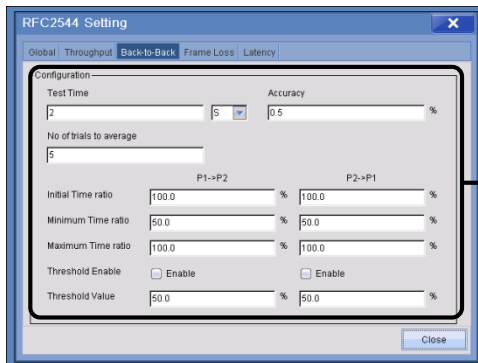 RFC2544 Setting
Global Throughput Back-to-Back Frame Loss Latency
Configuration
Test Time Accuracy
2 S 0.5 %
No of trials to average
5
P1->P2 P2->P1
Initial Time ratio 100.0 % 100.0 %
Minimum Time ratio 50.0 % 50.0 %
Maximum Time ratio 100.0 % 100.0 %
Threshold Enable Enable Enable
Threshold Value 50.0 % 50.0 %
Close